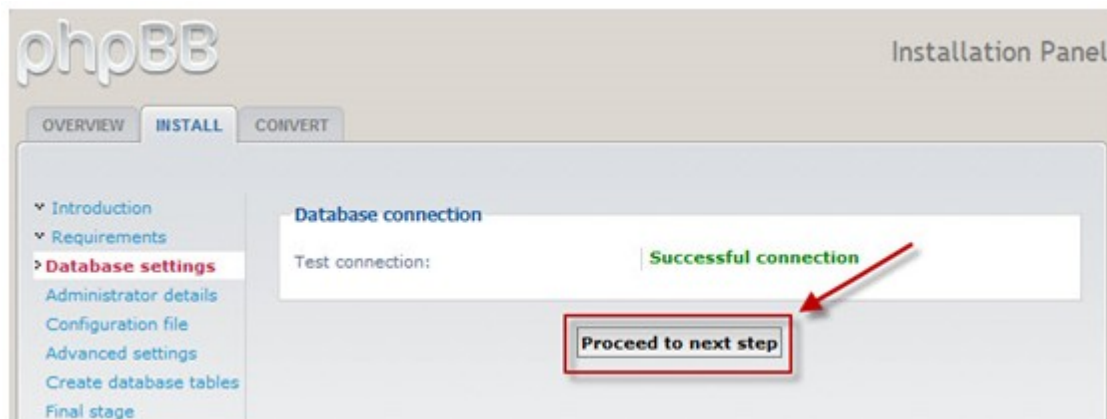 phpBB
Installation Panel
OVERVIEW INSTALL CONVERT
Introduction
Requirements
Database settings
Administrator details
Configuration file
Advanced settings
Create database tables
Final stage
Database connection
Test connection: Successful connection
Proceed to next step